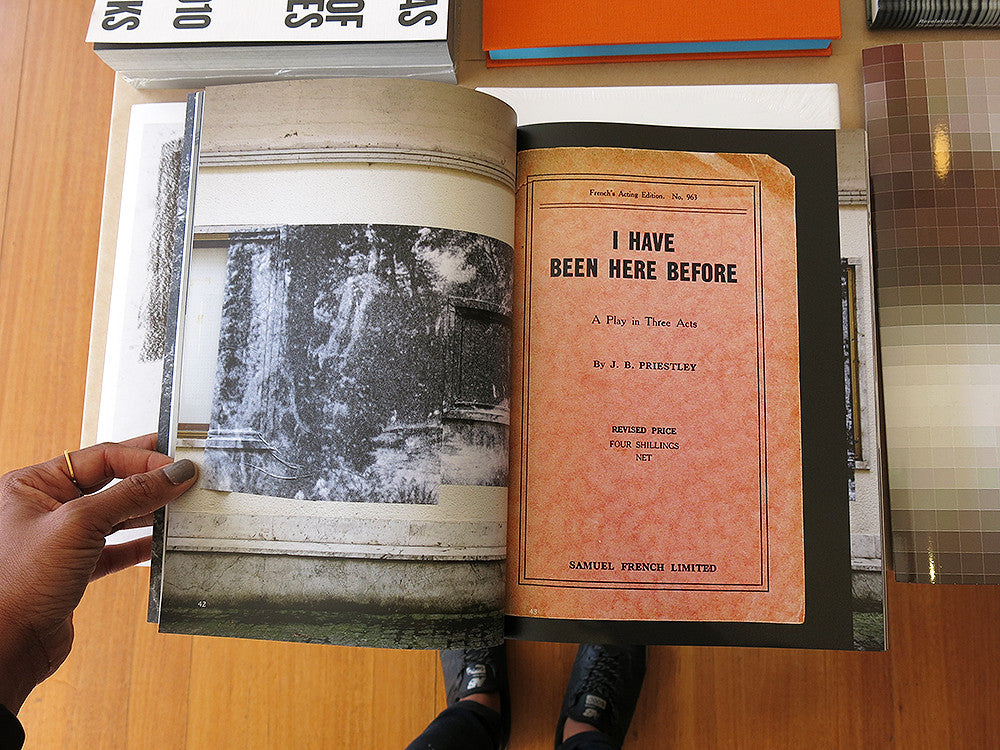 AS
OF
ES
010
KS
Revelations:
French's Acting Edition. No. 963
I HAVE
BEEN HERE BEFORE
A Play in Three Acts
By J. B. PRIESTLEY
REVISED PRICE
FOUR SHILLINGS
NET
SAMUEL FRENCH LIMITED
42
43